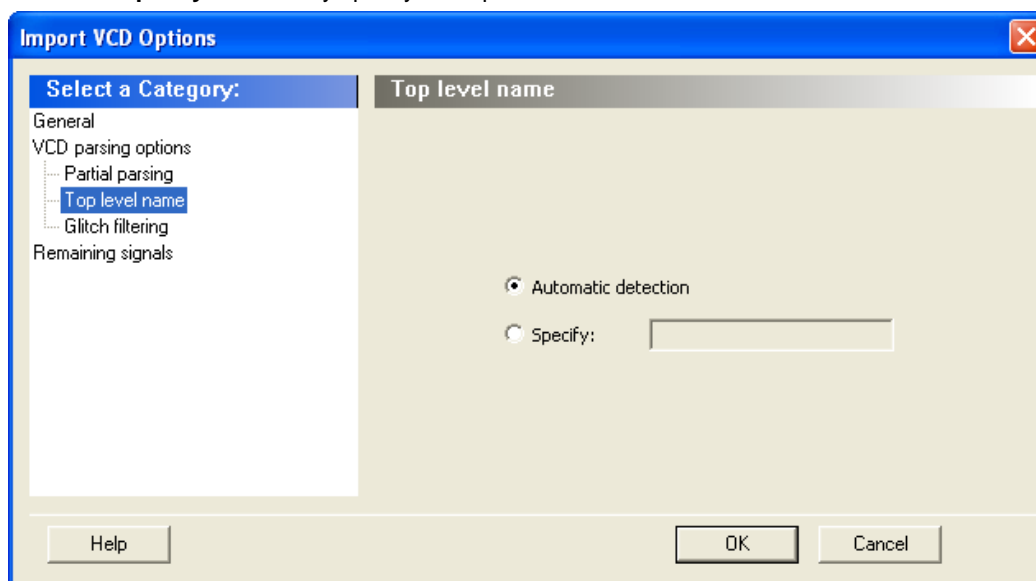 Import VCD Options
Select a Category:
General
VCD parsing options
Partial parsing
Top level name
Glitch filtering
Remaining signals
Top level name
Automatic detection
Specify:
Help
OK
Cancel